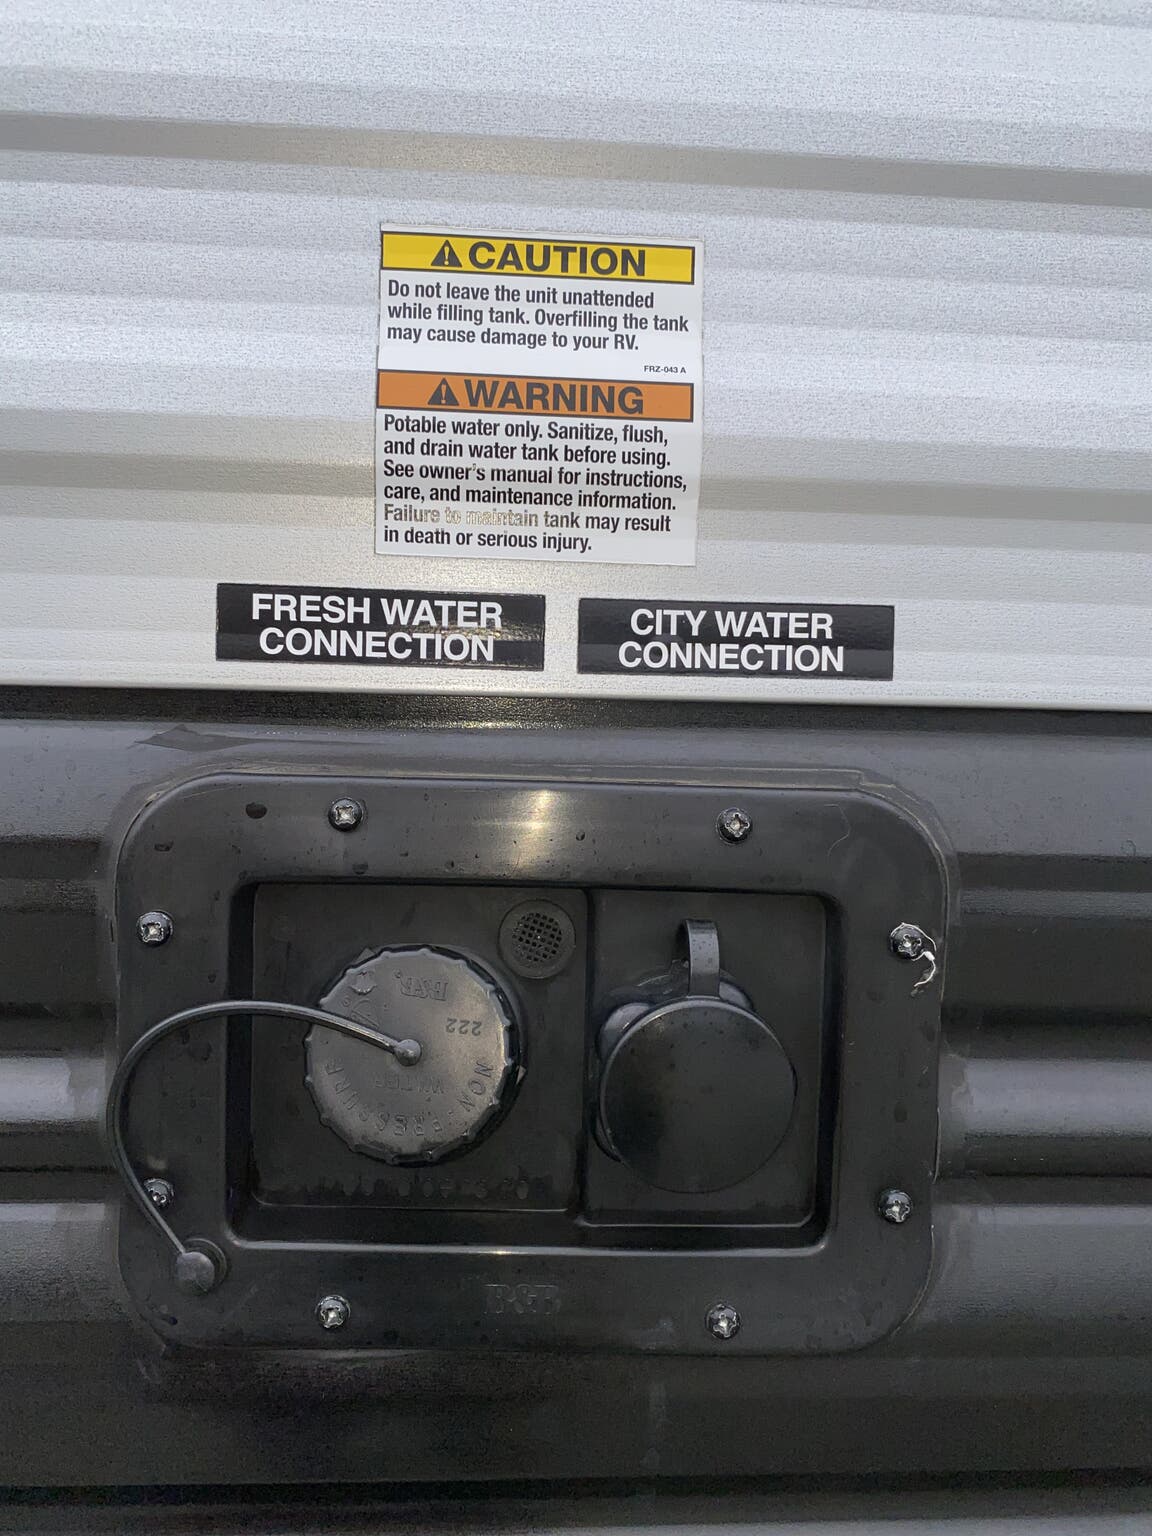 CAUTION
Do not leave the unit unattended
while filling tank. Overfilling the tank
may cause damage to your RV.
FRZ-043 A
WARNING
Potable water only. Sanitize, flush,
and drain water tank before using.
See owner's manual for instructions,
care, and maintenance information.
Failure to maintain tank may result
in death or serious injury.
FRESH WATER
CONNECTION
CITY WATER
CONNECTION
B&B
222
NON-PRESSURE
WATER
B&B